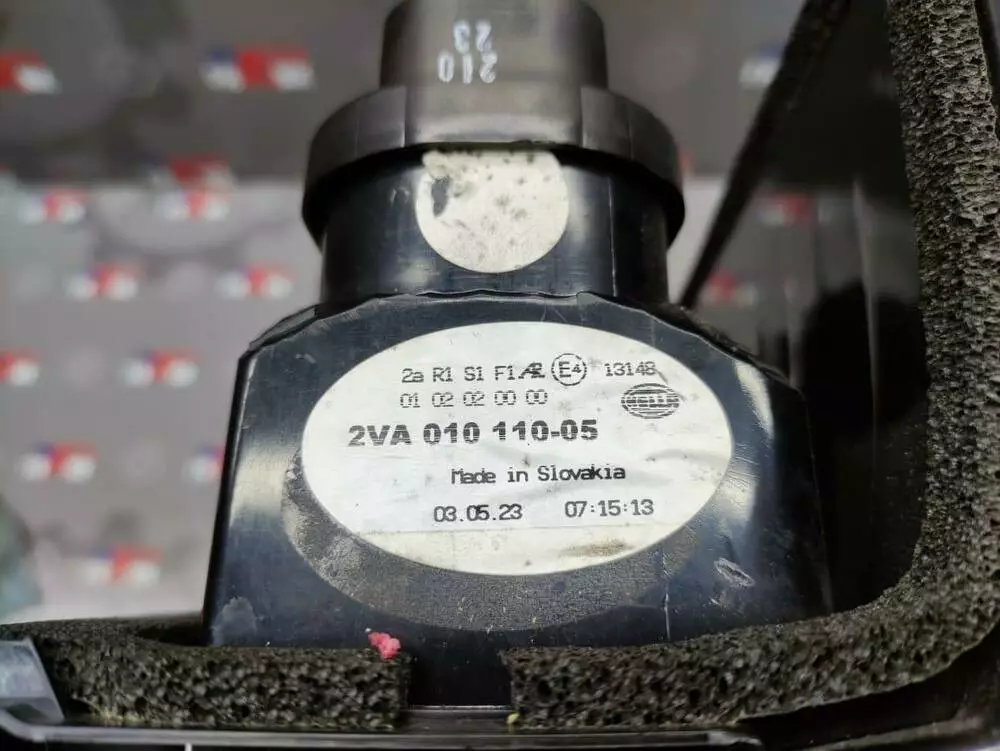 210
23
2a R1 S1 F1 AR E4 13148
01 02 02 00 00
HELLA
2VA 010 110-05
Made in Slovakia
03.05.23 07:15:13